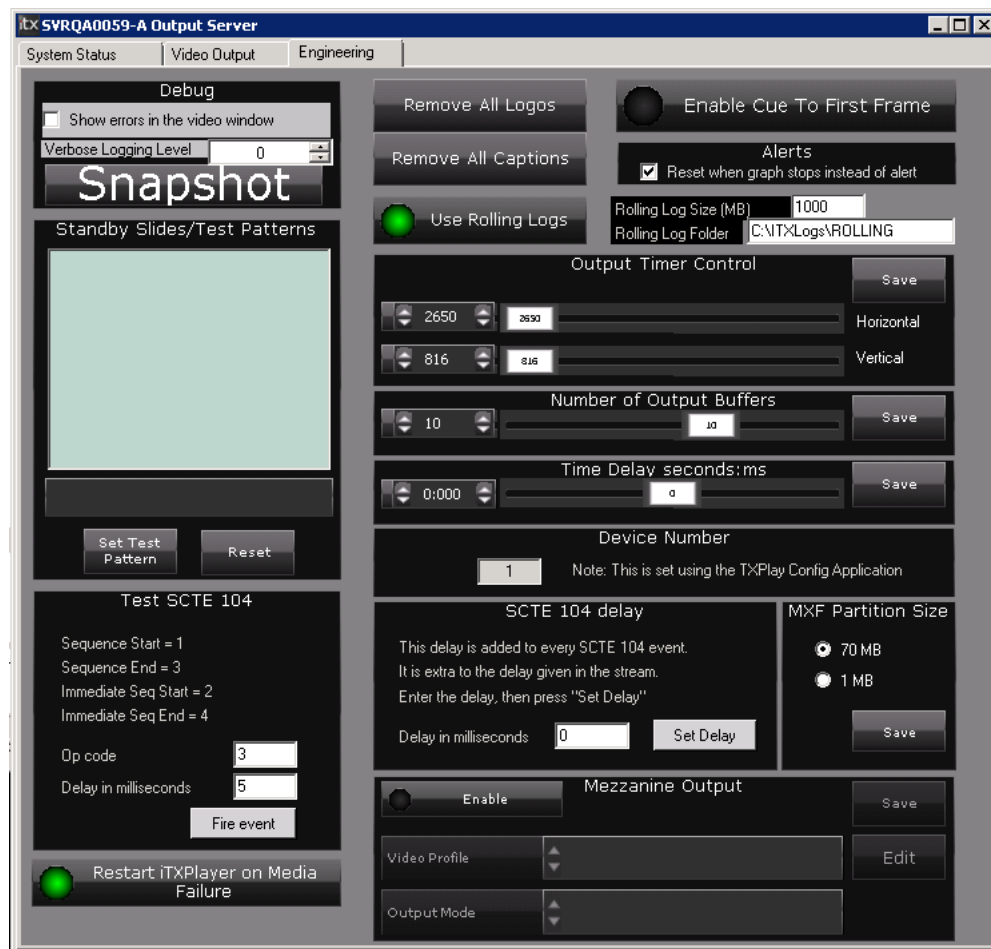 itx SVRQA0059-A Output Server
System Status
Video Output
Engineering
Debug
Show errors in the video window
Verbose Logging Level
0
Snapshot
Standby Slides/Test Patterns
Set Test
Pattern
Reset
Test SCTE 104
Sequence Start = 1
Sequence End = 3
Immediate Seq Start = 2
Immediate Seq End = 4
Op code
3
Delay in milliseconds
5
Fire event
Restart iTXPlayer on Media
Failure
Remove All Logos
Remove All Captions
Use Rolling Logs
Enable Cue To First Frame
Alerts
Reset when graph stops instead of alert
Rolling Log Size (MB)
1000
Rolling Log Folder
C:\ITXLogs\ROLLING
Output Timer Control
Save
2650
2650
Horizontal
816
816
Vertical
Number of Output Buffers
10
10
Save
Time Delay seconds:ms
0:000
0
Save
Device Number
1
Note: This is set using the TXPlay Config Application
SCTE 104 delay
This delay is added to every SCTE 104 event.
It is extra to the delay given in the stream.
Enter the delay, then press "Set Delay"
Delay in milliseconds
0
Set Delay
MXF Partition Size
70 MB
1 MB
Save
Mezzanine Output
Enable
Save
Video Profile
Edit
Output Mode